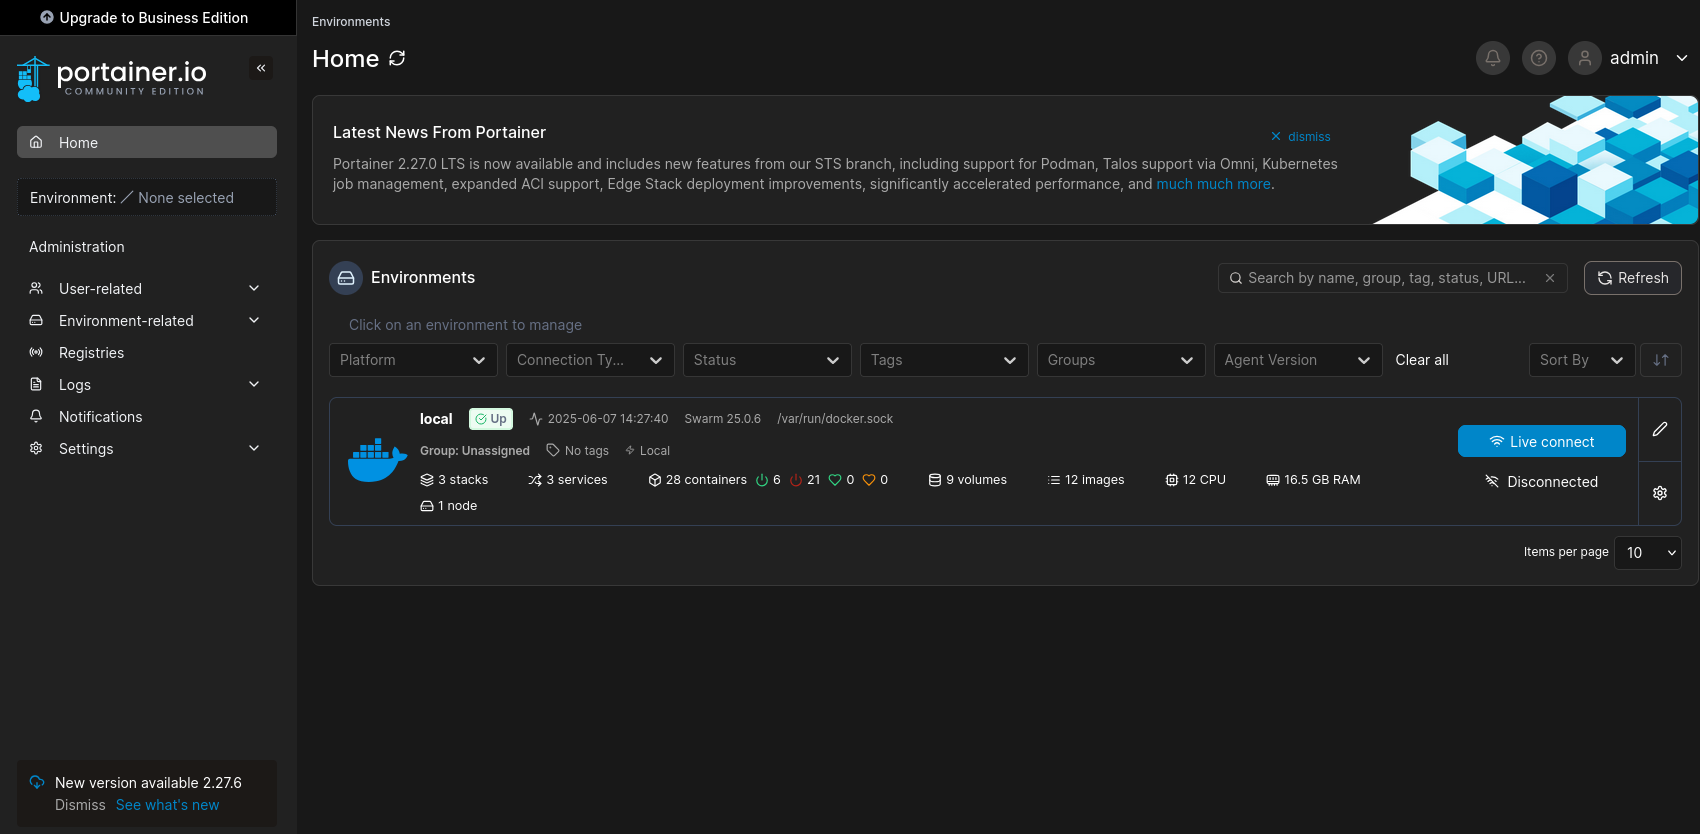 Upgrade to Business Edition
portainer.io
COMMUNITY EDITION
Home
Environment: None selected
Administration
User-related
Environment-related
Registries
Logs
Notifications
Settings
New version available 2.27.6
Dismiss See what's new
Environments
Home
admin
Latest News From Portainer
dismiss
Portainer 2.27.0 LTS is now available and includes new features from our STS branch, including support for Podman, Talos support via Omni, Kubernetes
job management, expanded ACI support, Edge Stack deployment improvements, significantly accelerated performance, and much much more.
Environments
Search by name, group, tag, status, URL...
Refresh
Click on an environment to manage
Platform Connection Ty... Status Tags Groups Agent Version Clear all Sort By
local Up 2025-06-07 14:27:40 Swarm 25.0.6 /var/run/docker.sock
Group: Unassigned No tags Local
3 stacks 3 services 28 containers 6 21 0 0 9 volumes 12 images 12 CPU 16.5 GB RAM
1 node
Live connect
Disconnected
Items per page 10